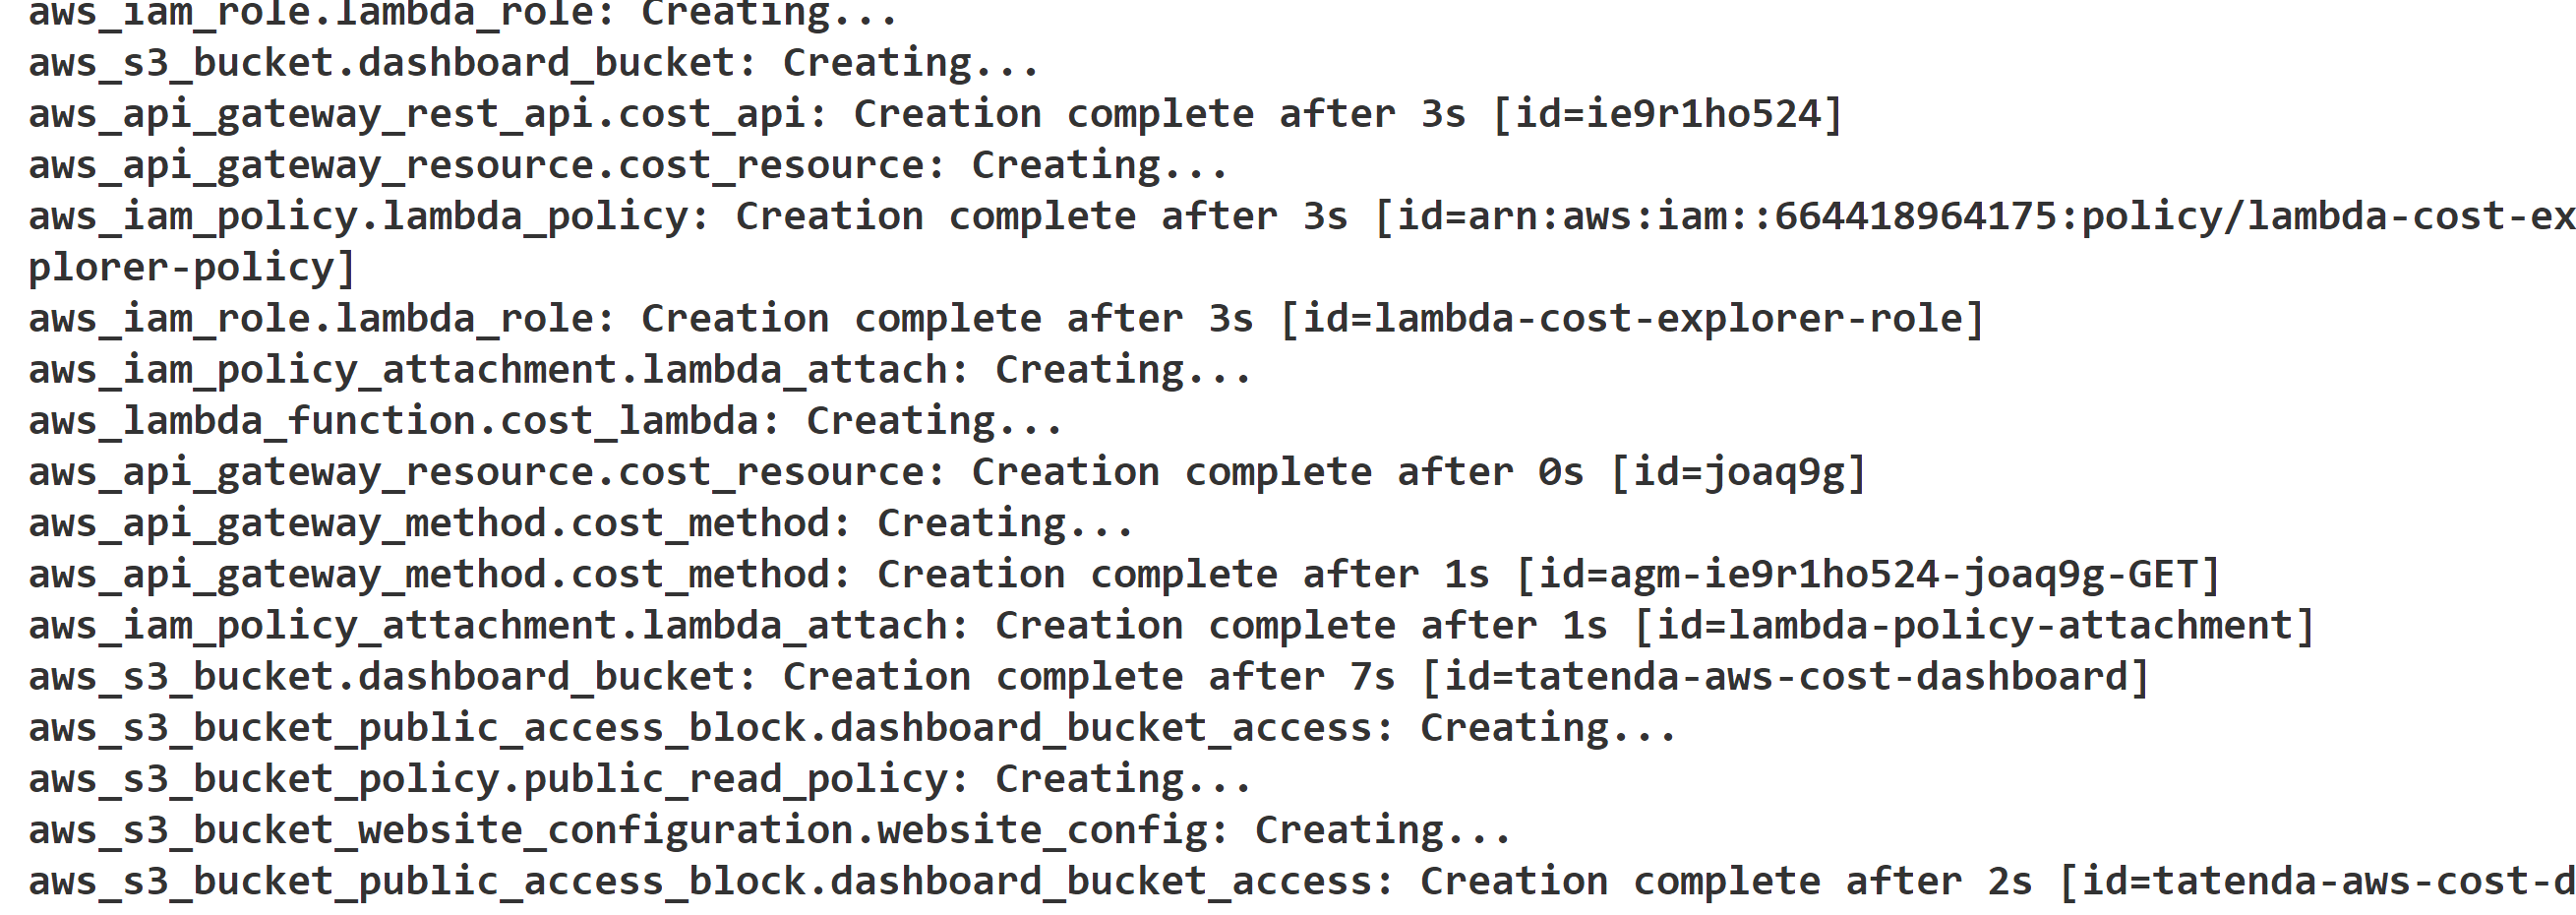 aws_iam_role.lambda_role: Creating...
aws_s3_bucket.dashboard_bucket: Creating...
aws_api_gateway_rest_api.cost_api: Creation complete after 3s [id=ie9r1ho524]
aws_api_gateway_resource.cost_resource: Creating...
aws_iam_policy.lambda_policy: Creation complete after 3s [id=arn:aws:iam::664418964175:policy/lambda-cost-ex
plorer-policy]
aws_iam_role.lambda_role: Creation complete after 3s [id=lambda-cost-explorer-role]
aws_iam_policy_attachment.lambda_attach: Creating...
aws_lambda_function.cost_lambda: Creating...
aws_api_gateway_resource.cost_resource: Creation complete after 0s [id=joaq9g]
aws_api_gateway_method.cost_method: Creating...
aws_api_gateway_method.cost_method: Creation complete after 1s [id=agm-ie9r1ho524-joaq9g-GET]
aws_iam_policy_attachment.lambda_attach: Creation complete after 1s [id=lambda-policy-attachment]
aws_s3_bucket.dashboard_bucket: Creation complete after 7s [id=tatenda-aws-cost-dashboard]
aws_s3_bucket_public_access_block.dashboard_bucket_access: Creating...
aws_s3_bucket_policy.public_read_policy: Creating...
aws_s3_bucket_website_configuration.website_config: Creating...
aws_s3_bucket_public_access_block.dashboard_bucket_access: Creation complete after 2s [id=tatenda-aws-cost-d